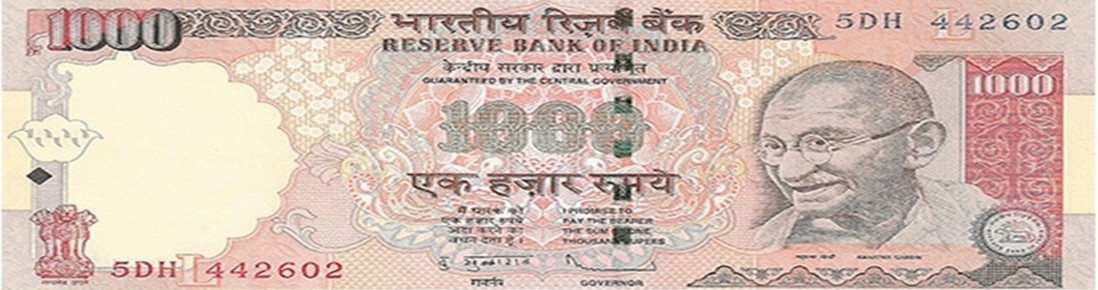 1000
भारतीय रिज़र्व बैंक
5DH 442602
RESERVE BANK OF INDIA
केन्द्रीय सरकार द्वारा प्रत्याभूत
GUARANTEED BY THE CENTRAL GOVERNMENT
1000
1000
एक हज़ार रुपये
मैं धारक को
एक हज़ार रुपये
अदा करने का
वचन देता हूँ।
I PROMISE TO
PAY THE BEARER
THE SUM OF ONE
THOUSAND RUPEES
L
5DH 442602
गवर्नर
GOVERNOR
महात्मा गांधी
MAHATMA GANDHI
सत्यमेव जयते